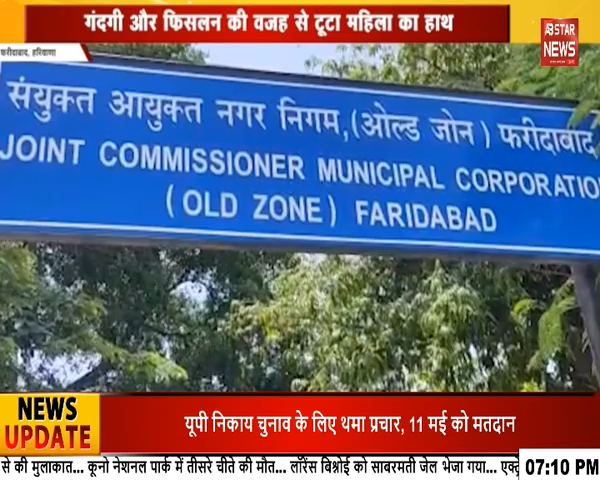 गंदगी और फिसलन की वजह से टूटा महिला का हाथ
STAR
NEWS
फरीदाबाद, हरियाणा
संयुक्त आयुक्त नगर निगम,(ओल्ड जोन ) फरीदाबाद
JOINT COMMISSIONER MUNICIPAL CORPORATIO
( OLD ZONE ) FARIDABAD
NEWS
UPDATE
यूपी निकाय चुनाव के लिए थमा प्रचार, 11 मई को मतदान
से की मुलाकात... कूनो नेशनल पार्क में तीसरे चीते की मौत... लॉरेंस बिश्नोई को साबरमती जेल भेजा गया...
07:10 PM